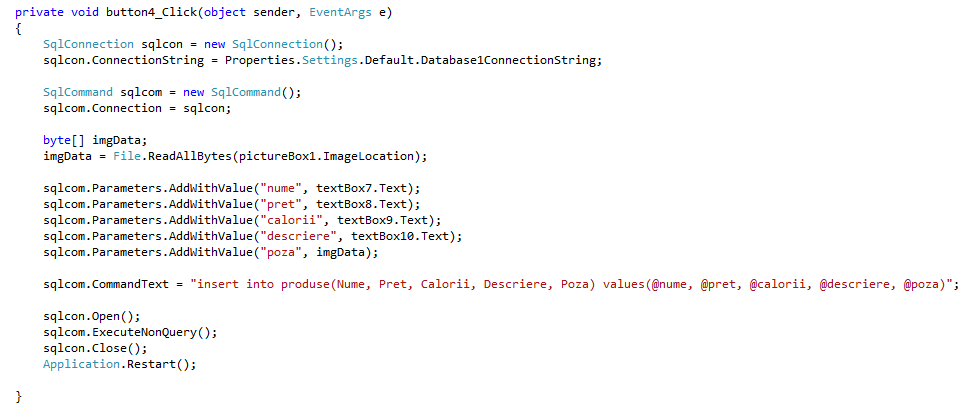 private void button4_Click(object sender, EventArgs e)
{
    SqlConnection sqlcon = new SqlConnection();
    sqlcon.ConnectionString = Properties.Settings.Default.Database1ConnectionString;

    SqlCommand sqlcom = new SqlCommand();
    sqlcom.Connection = sqlcon;

    byte[] imgData;
    imgData = File.ReadAllBytes(pictureBox1.ImageLocation);

    sqlcom.Parameters.AddWithValue("nume", textBox7.Text);
    sqlcom.Parameters.AddWithValue("pret", textBox8.Text);
    sqlcom.Parameters.AddWithValue("calorii", textBox9.Text);
    sqlcom.Parameters.AddWithValue("descriere", textBox10.Text);
    sqlcom.Parameters.AddWithValue("poza", imgData);

    sqlcom.CommandText = "insert into produse(Nume, Pret, Calorii, Descriere, Poza) values(@nume, @pret, @calorii, @descriere, @poza)";

    sqlcon.Open();
    sqlcom.ExecuteNonQuery();
    sqlcon.Close();
    Application.Restart();

}